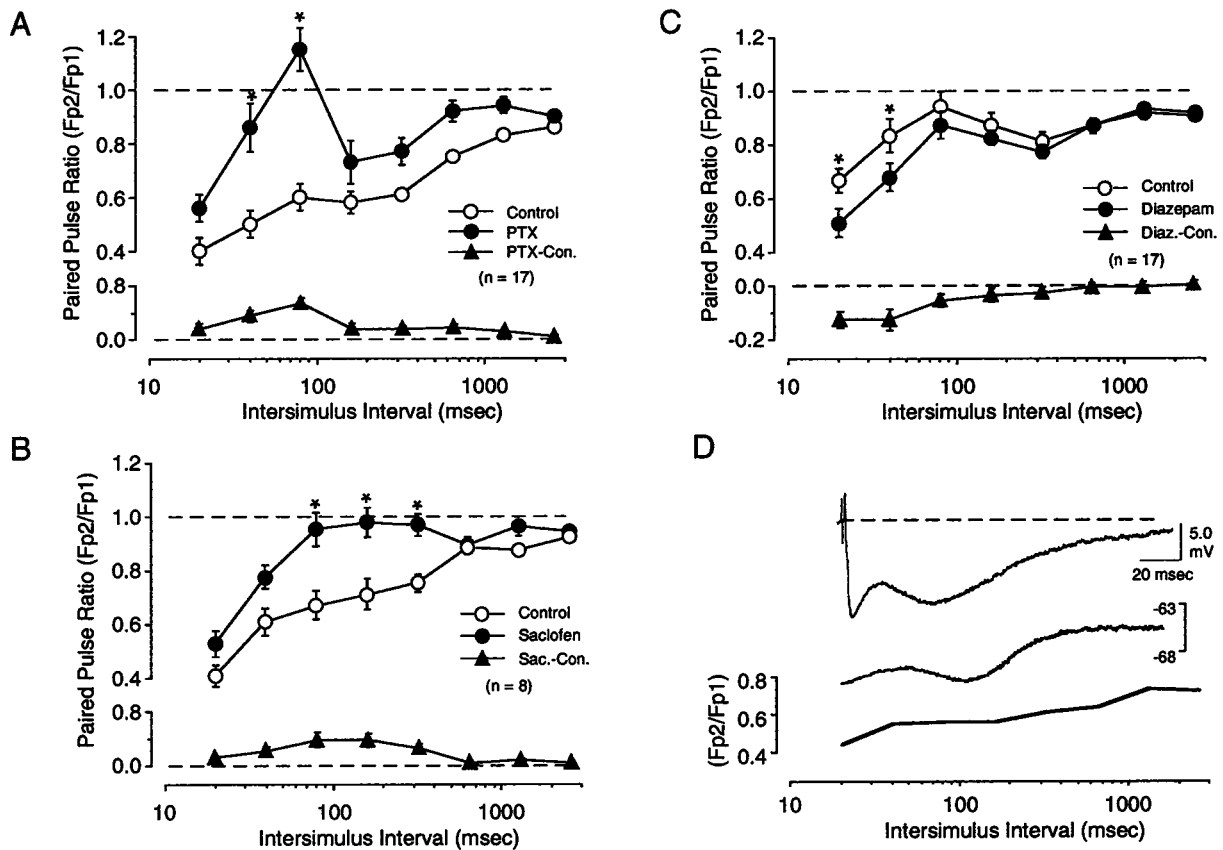 A
Paired Pulse Ratio (Fp2/Fp1)
1.2
1.0
0.8
0.6
0.4
0.8
0.0
*
*
Control
PTX
PTX-Con.
(n = 17)
10
100
1000
Intersimulus Interval (msec)
B
Paired Pulse Ratio (Fp2/Fp1)
1.2
1.0
0.8
0.6
0.4
0.8
0.0
* * *
Control
Saclofen
Sac.-Con.
(n = 8)
10
100
1000
Intersimulus Interval (msec)
C
Paired Pulse Ratio (Fp2/Fp1)
1.2
1.0
0.8
0.6
0.4
0.0
-0.2
*
*
Control
Diazepam
Diaz.-Con.
(n = 17)
10
100
1000
Intersimulus Interval (msec)
D
5.0
mV
20 msec
-63
-68
(Fp2/Fp1)
0.8
0.6
0.4
10
100
1000
Intersimulus Interval (msec)